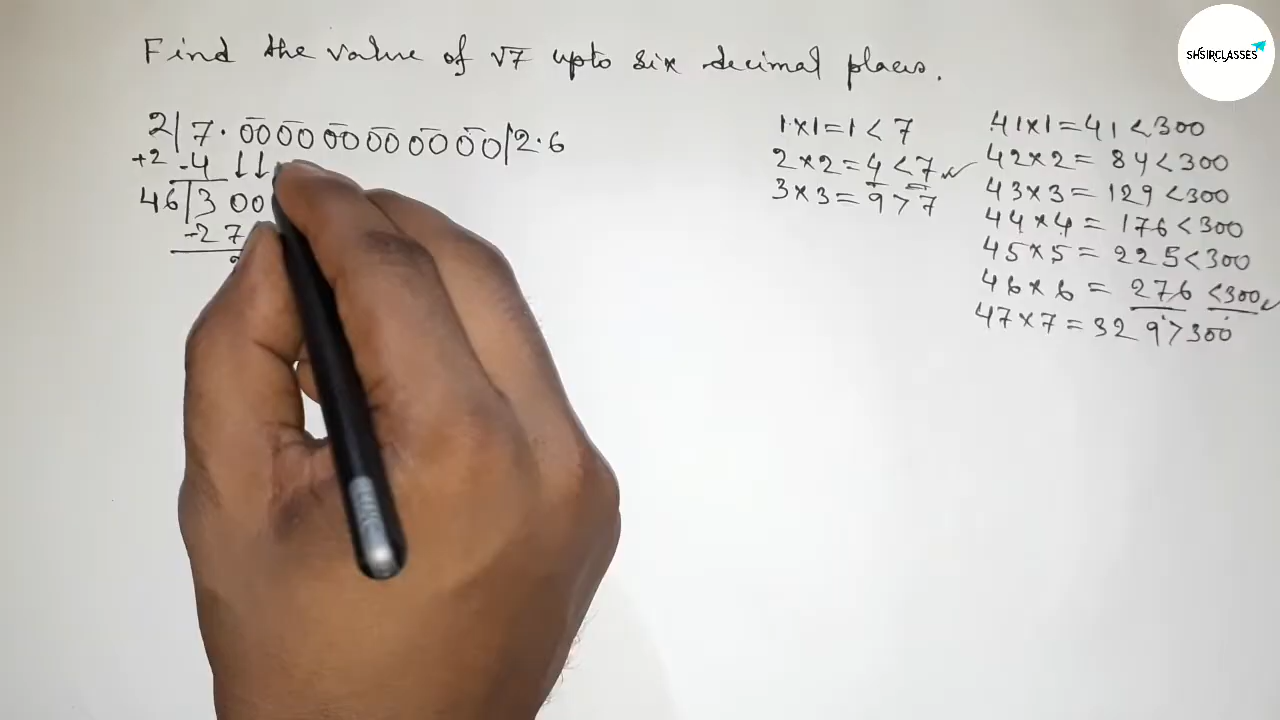 Find the value of √7 upto six decimal places.
SHSIRCLASSES
2 | 7. 00 00 00 00 00 00 | 2.6
+2 -4 ↓↓
46 | 3 00
-27
1×1=1<7
2×2=4<7 ✓
3×3=9>7
41×1=41<300
42×2=84<300
43×3=129<300
44×4=176<300
45×5=225<300
46×6=276<300 ✓
47×7=329>300